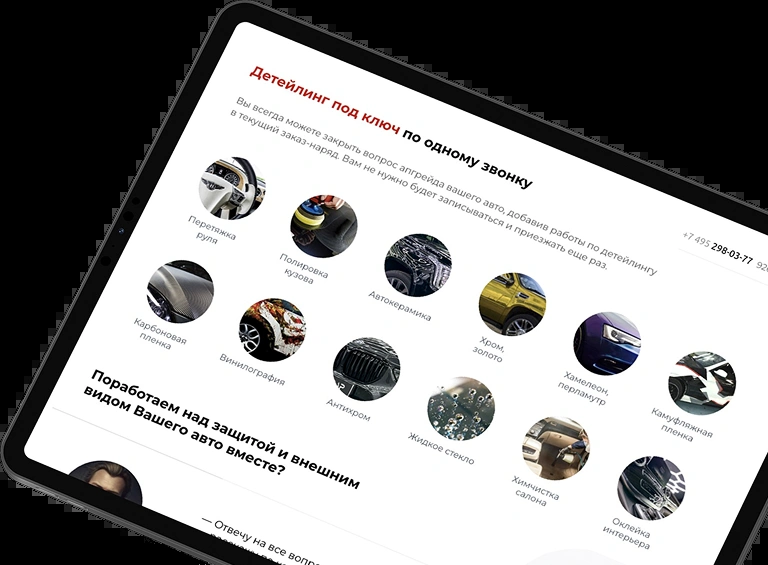 Детейлинг под ключ по одному звонку
Вы всегда можете закрыть вопрос апгрейда вашего авто, добавив работы по детейлингу
в текущий заказ-наряд. Вам не нужно будет записываться и приезжать еще раз.
+7 495 298-03-77
Перетяжка
руля
Полировка
кузова
Автокерамика
Хром,
золото
Хамелеон,
перламутр
Камуфляжная
пленка
Карбоновая
пленка
Винилография
Антихром
Жидкое стекло
Химчистка
салона
Оклейка
интерьера
Поработаем над защитой и внешним
видом Вашего авто вместе?
— Отвечу на все